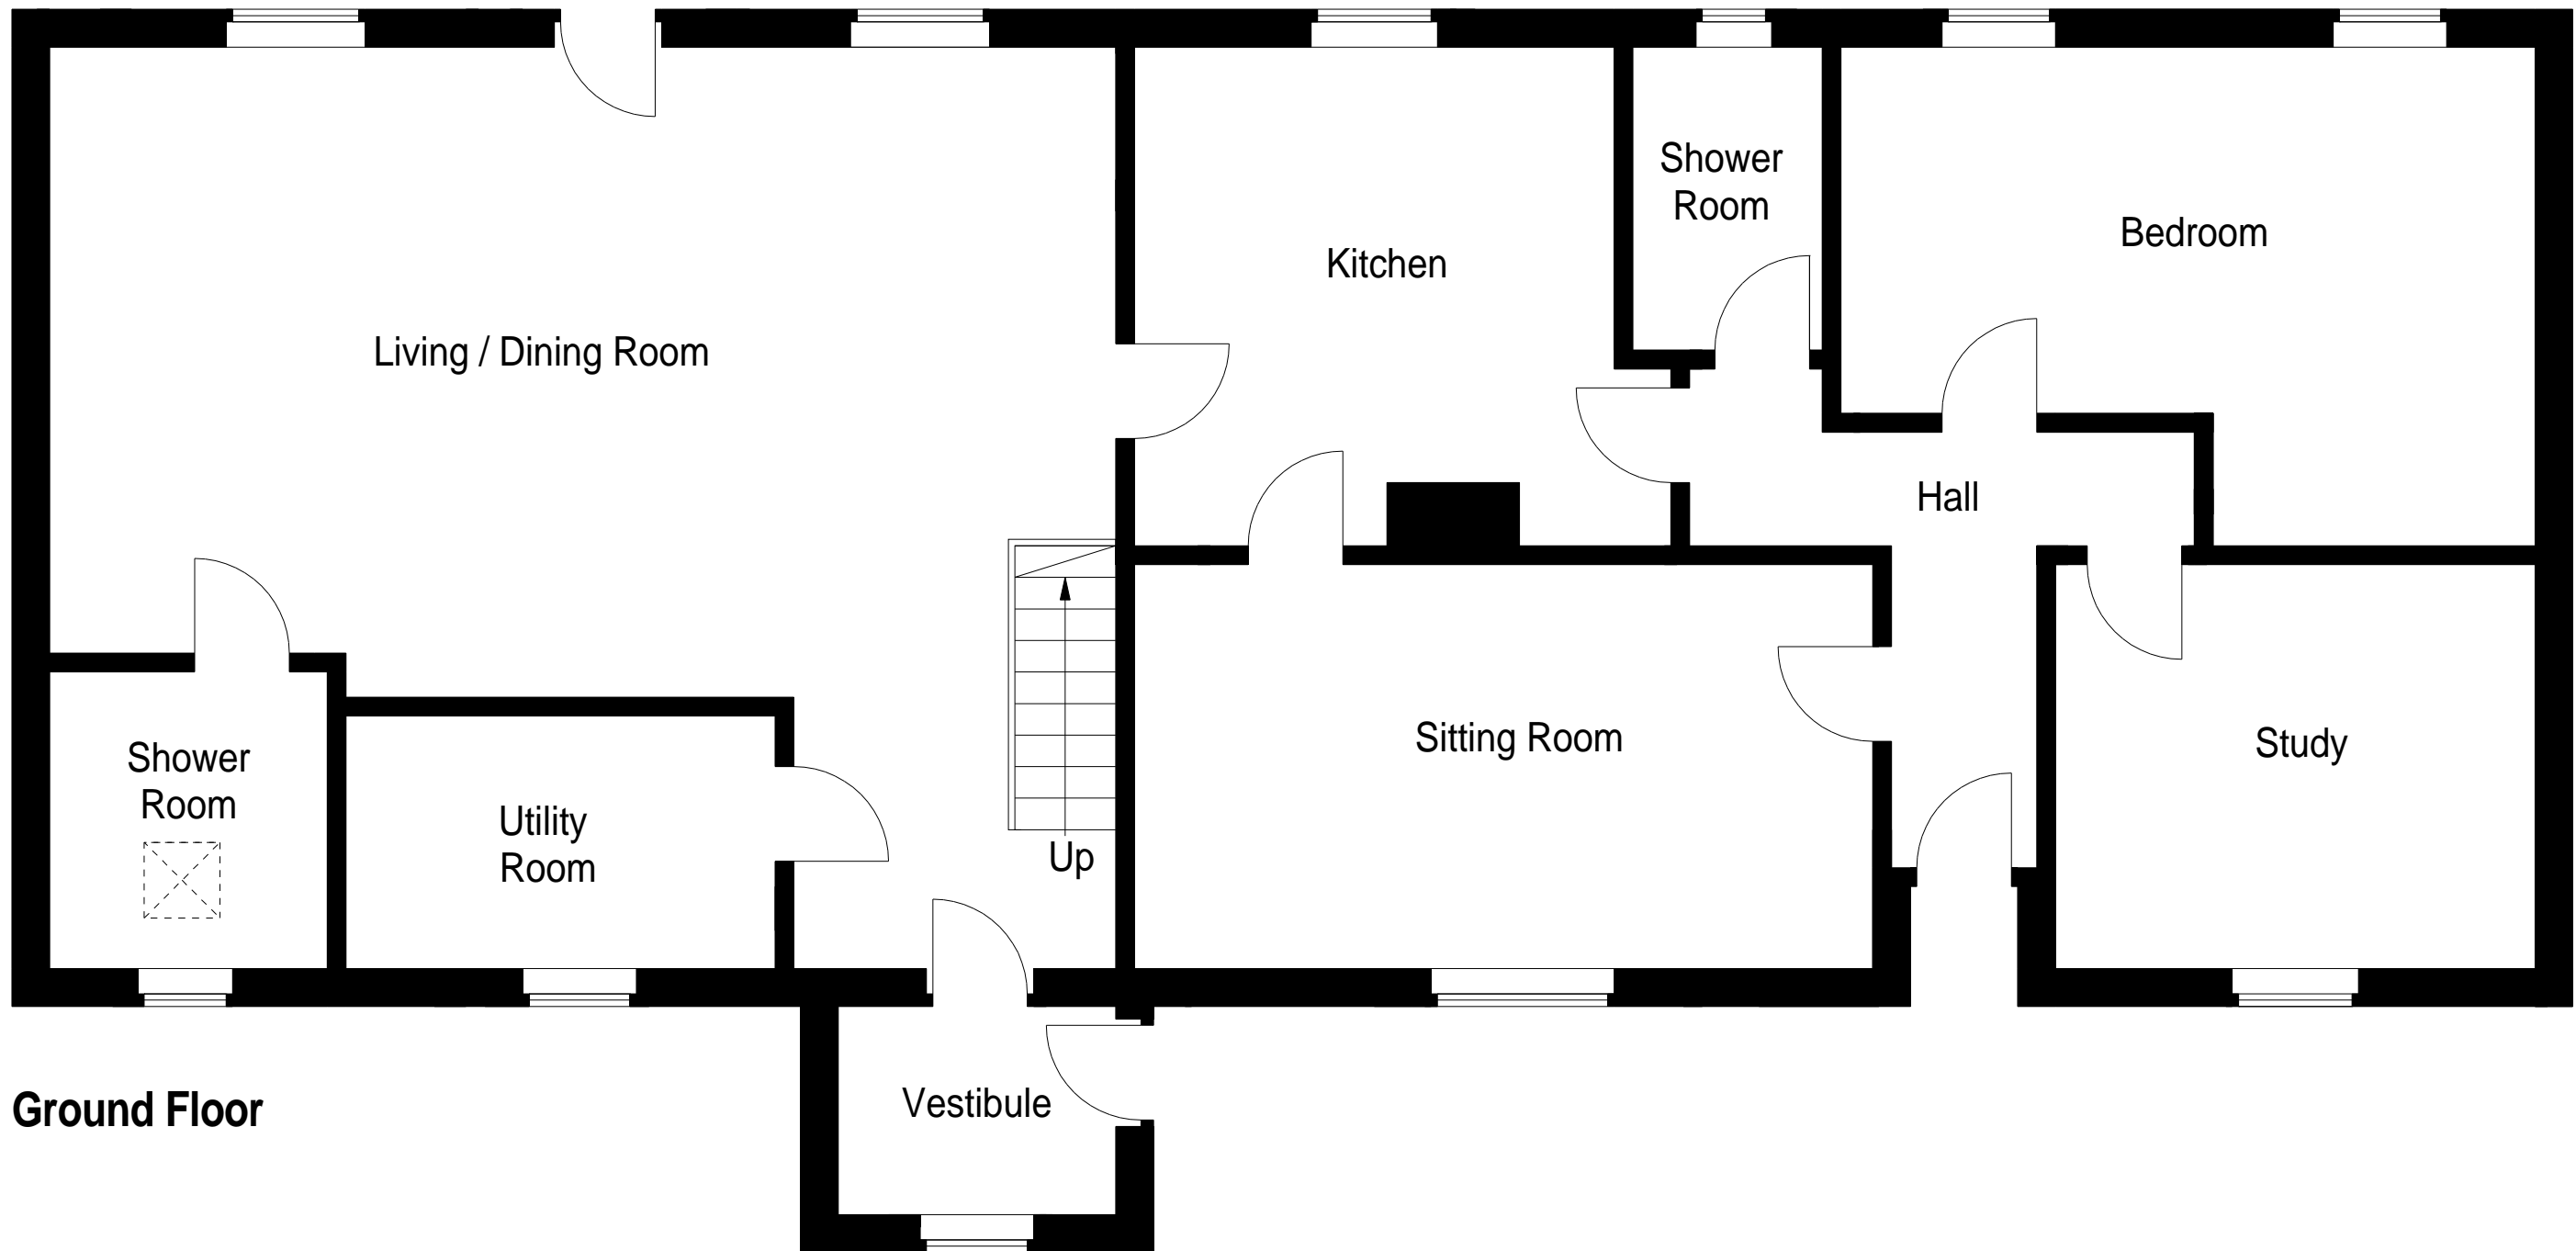 Shower
Room
Bedroom
Kitchen
Living / Dining Room
Hall
Sitting Room
Study
Shower
Room
Utility
Room
Up
Vestibule
Ground Floor